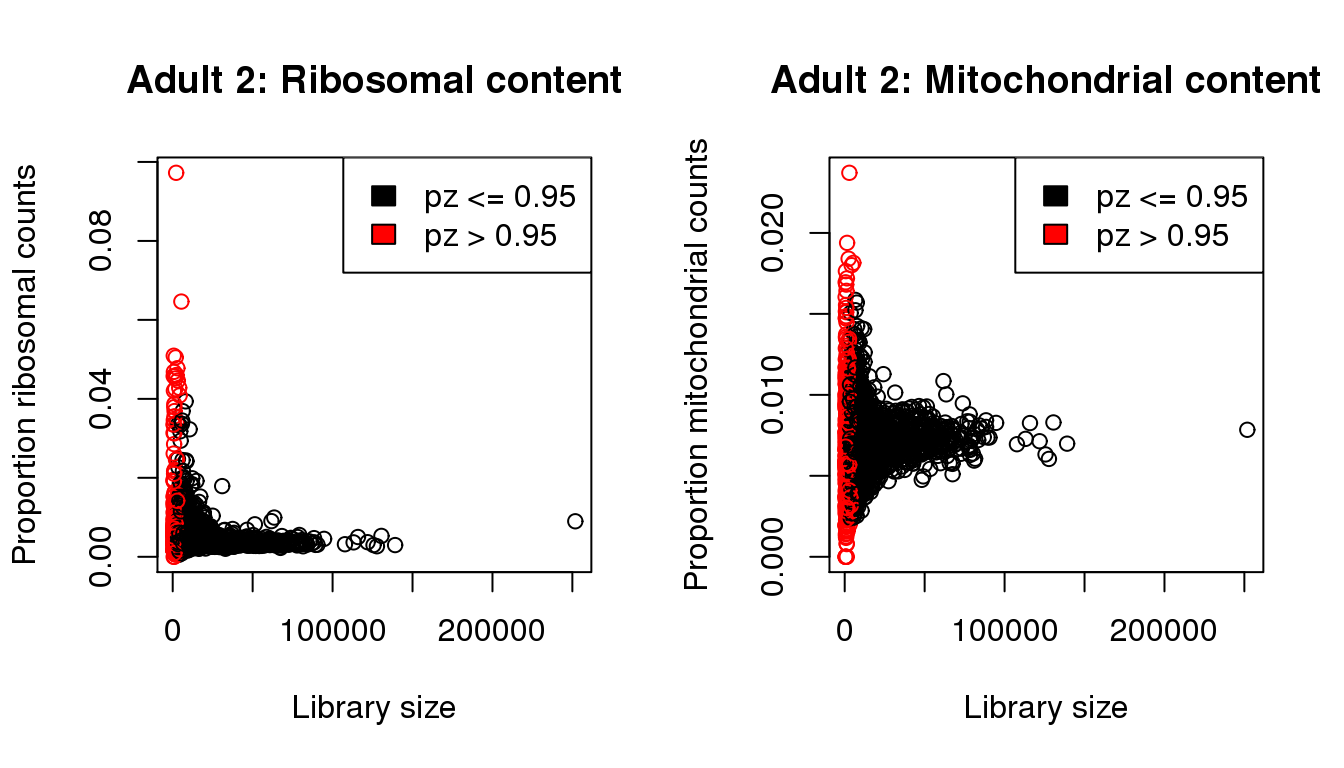 Adult 2: Ribosomal content
Proportion ribosomal counts
0.00
0.04
0.08
pz <= 0.95
pz > 0.95
0
100000
200000
Library size
Adult 2: Mitochondrial content
Proportion mitochondrial counts
0.000
0.010
0.020
pz <= 0.95
pz > 0.95
0
100000
200000
Library size